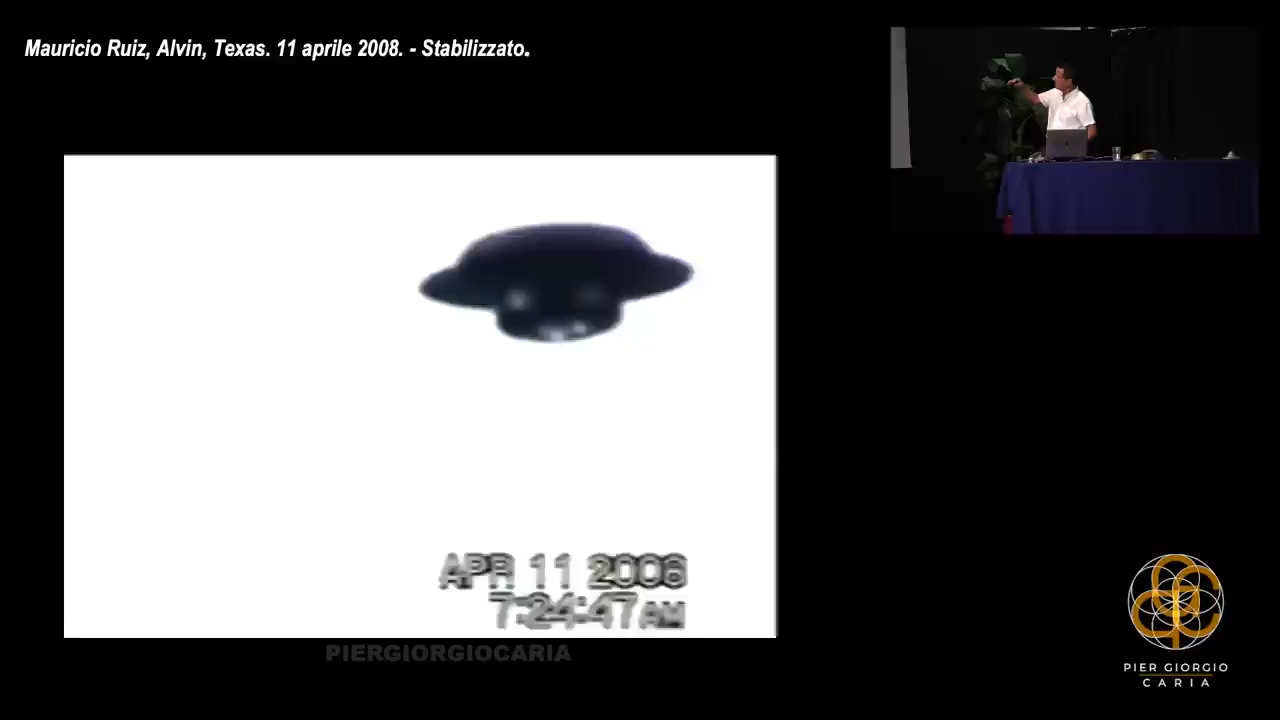 Mauricio Ruiz, Alvin, Texas. 11 aprile 2008. - Stabilizzato.
APR 11 2008
7:24:47AM
PIERGIORGIOCARIA
PIER GIORGIO
CARIA